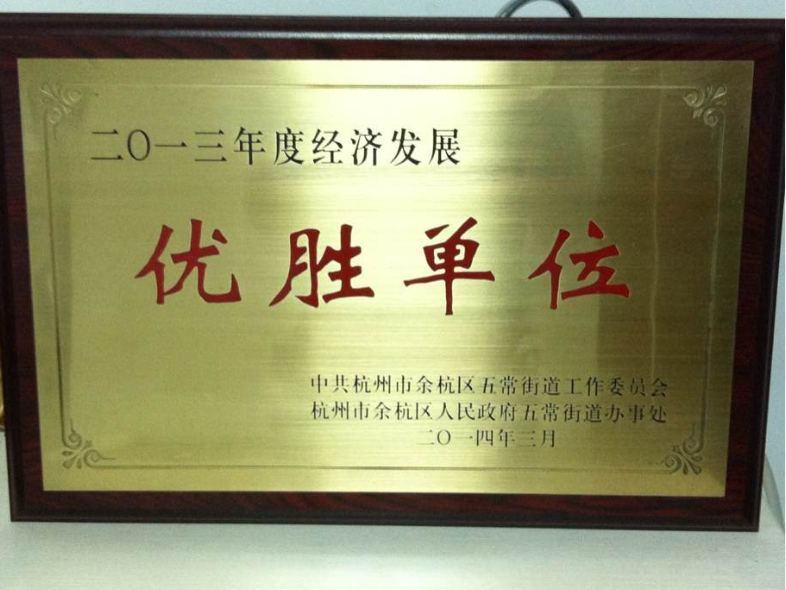 二〇一三年度经济发展
优胜单位
中共杭州市余杭区五常街道工作委员会
杭州市余杭区人民政府五常街道办事处
二〇一四年三月